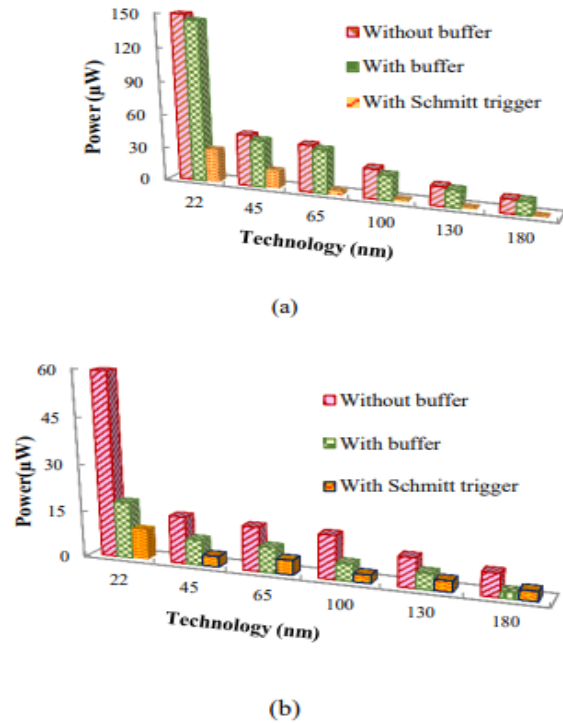 150
120
90
60
30
0
Power (µW)
Without buffer
With buffer
With Schmitt trigger
22
45
65
100
130
180
Technology (nm)
(a)
60
45
30
15
0
Power(µW)
Without buffer
With buffer
With Schmitt trigger
22
45
65
100
130
180
Technology (nm)
(b)